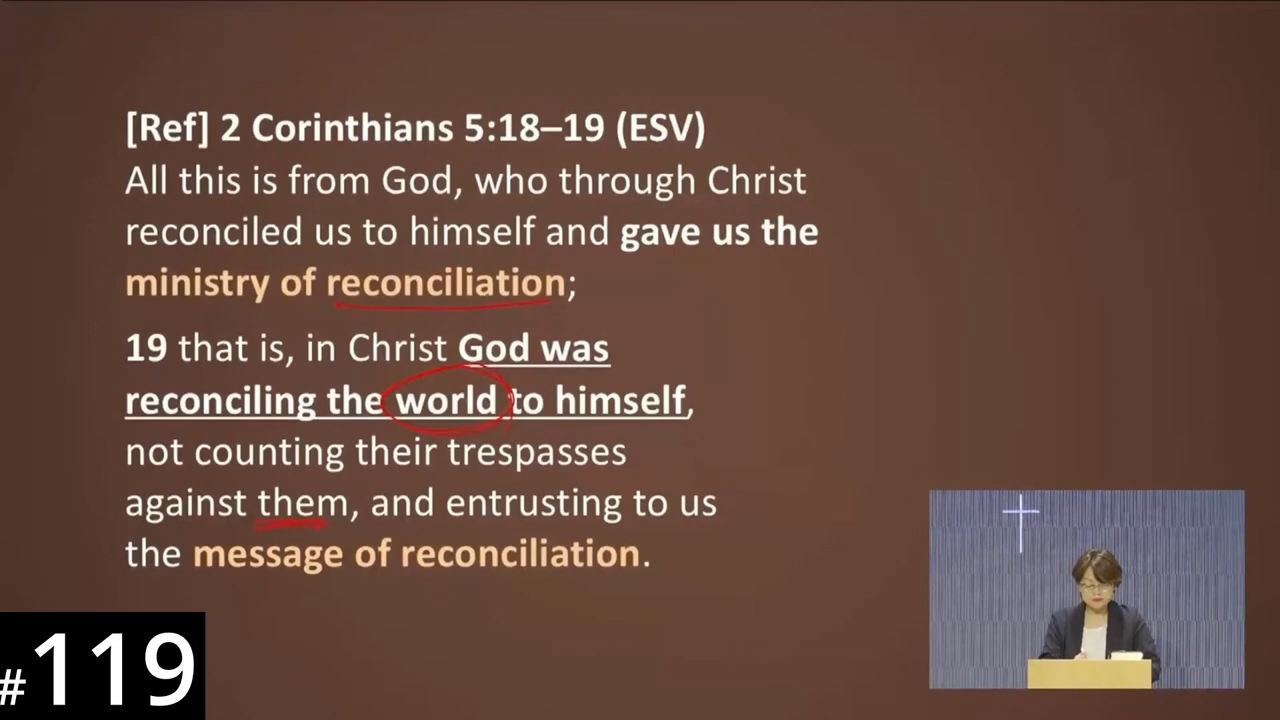 [Ref] 2 Corinthians 5:18–19 (ESV)
All this is from God, who through Christ
reconciled us to himself and gave us the
ministry of reconciliation;
19 that is, in Christ God was
reconciling the world to himself,
not counting their trespasses
against them, and entrusting to us
the message of reconciliation.
#119